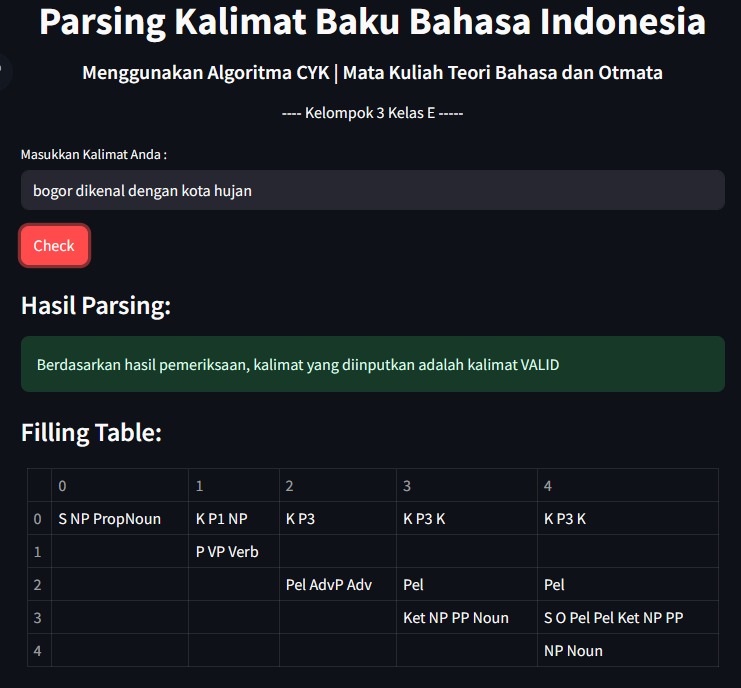 Parsing Kalimat Baku Bahasa Indonesia
Menggunakan Algoritma CYK | Mata Kuliah Teori Bahasa dan Otmata
---- Kelompok 3 Kelas E -----
Masukkan Kalimat Anda :
bogor dikenal dengan kota hujan
Check
Hasil Parsing:
Berdasarkan hasil pemeriksaan, kalimat yang diinputkan adalah kalimat VALID
Filling Table:
0 1 2 3 4
0 S NP PropNoun K P1 NP K P3 K P3 K K P3 K
1 P VP Verb
2 Pel AdvP Adv Pel Pel
3 Ket NP PP Noun S O Pel Pel Ket NP PP
4 NP Noun